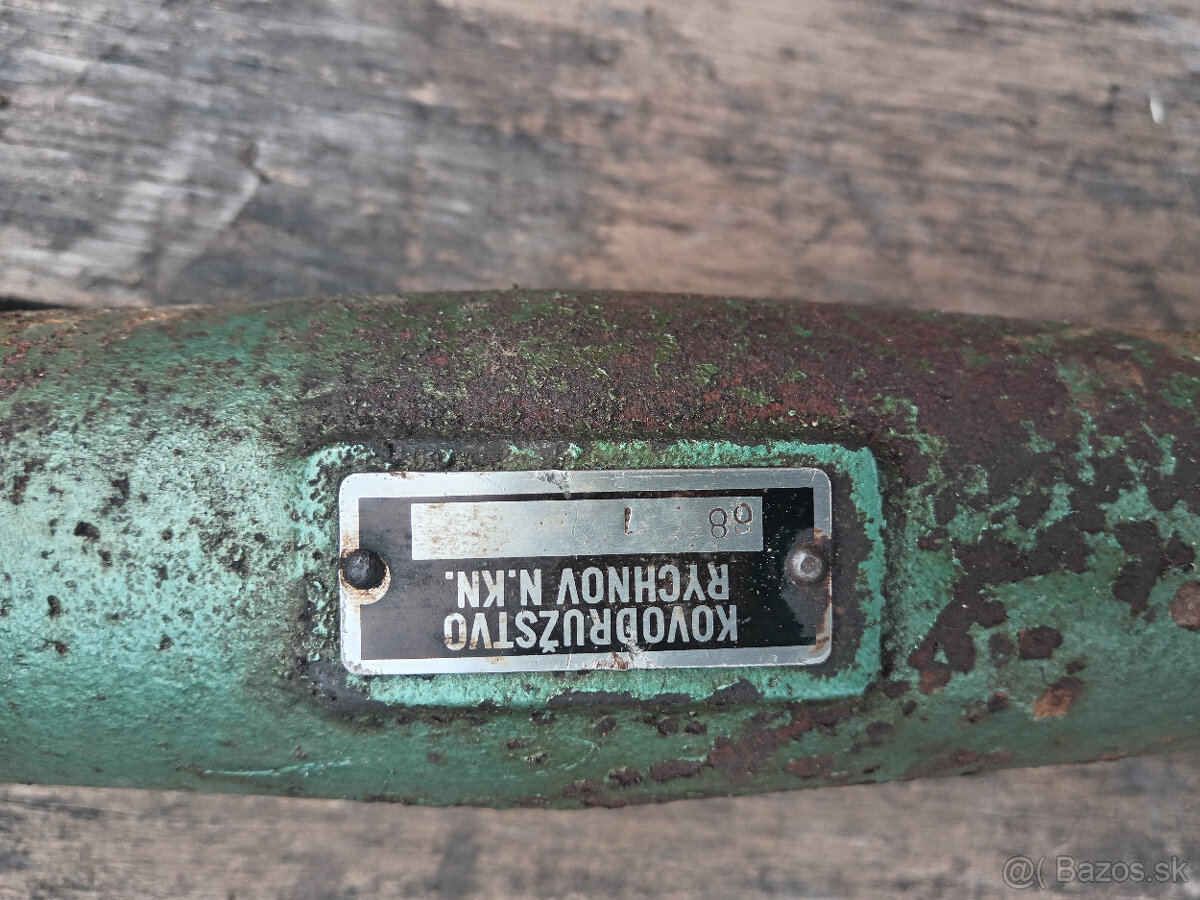 KOVODRUŽSTVO
RYCHNOV N.KN.
@( Bazos.sk